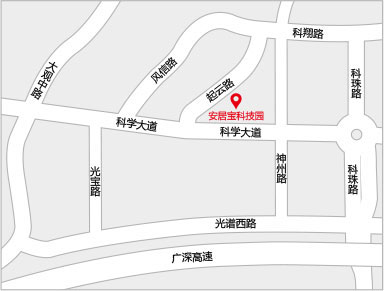 科翔路
大观中路
风信路
起云路
科珠路
安居宝科技园
科学大道
科学大道
神州路
光宝路
科珠路
光谱西路
广深高速